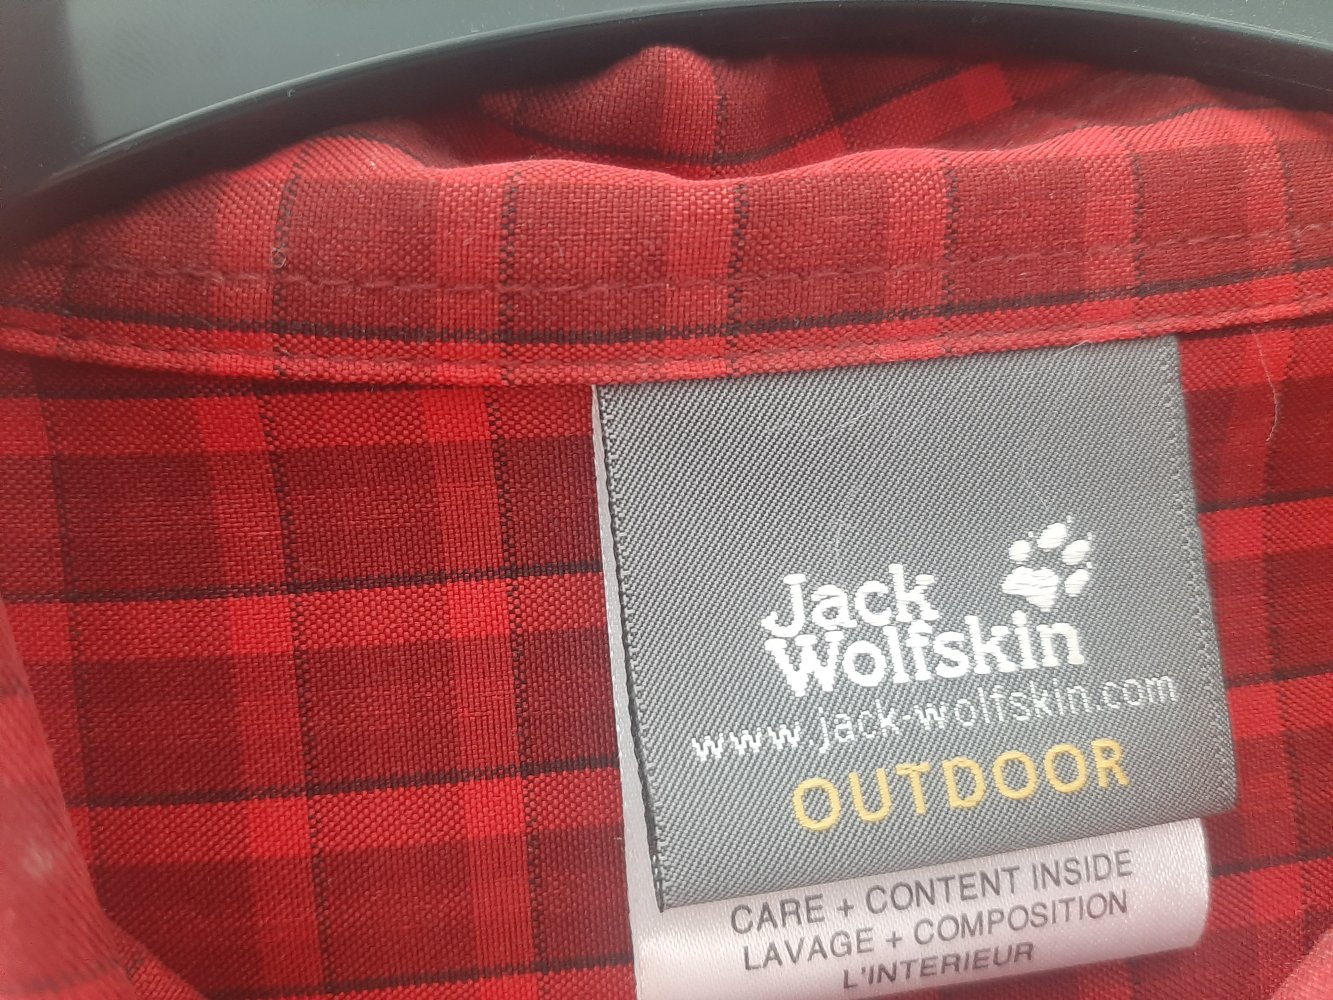 Jack
Wolfskin
www.jack-wolfskin.com
OUTDOOR
CARE + CONTENT INSIDE
LAVAGE + COMPOSITION
L'INTERIEUR